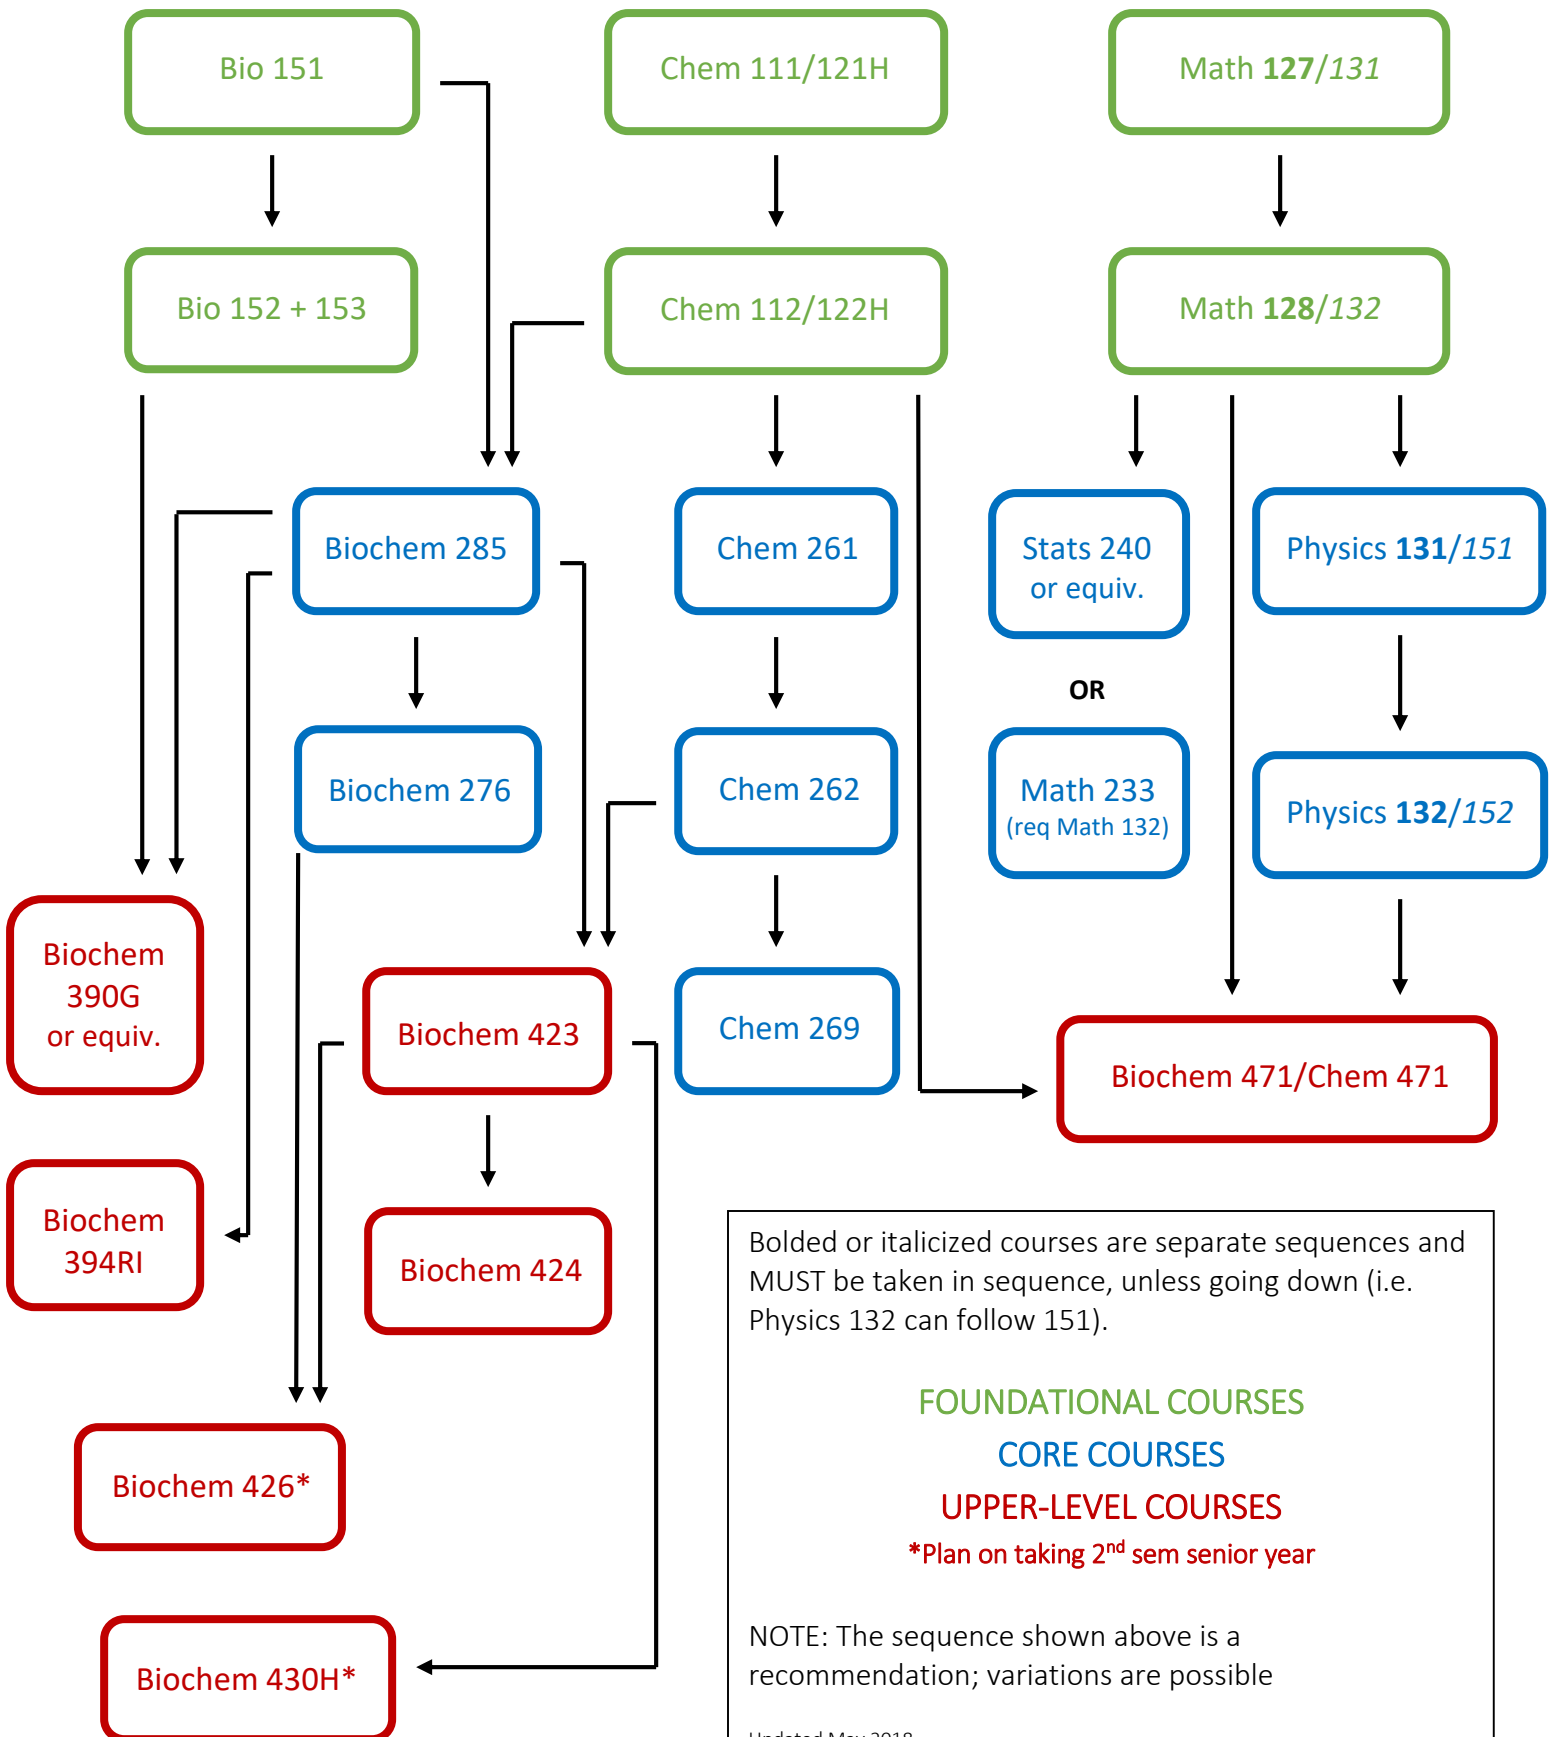 Bio 151
Chem 111/121H
Math 127/131
Bio 152 + 153
Chem 112/122H
Math 128/132
Biochem 285
Chem 261
Stats 240
or equiv.
Physics 131/151
OR
Biochem 276
Chem 262
Math 233
(req Math 132)
Physics 132/152
Biochem
390G
or equiv.
Biochem 423
Chem 269
Biochem 471/Chem 471
Biochem
394RI
Biochem 424
Bolded or italicized courses are separate sequences and
MUST be taken in sequence, unless going down (i.e.
Physics 132 can follow 151).
FOUNDATIONAL COURSES
CORE COURSES
UPPER-LEVEL COURSES
*Plan on taking 2nd sem senior year
Biochem 426*
Biochem 430H*
NOTE: The sequence shown above is a
recommendation; variations are possible
Updated May 2018